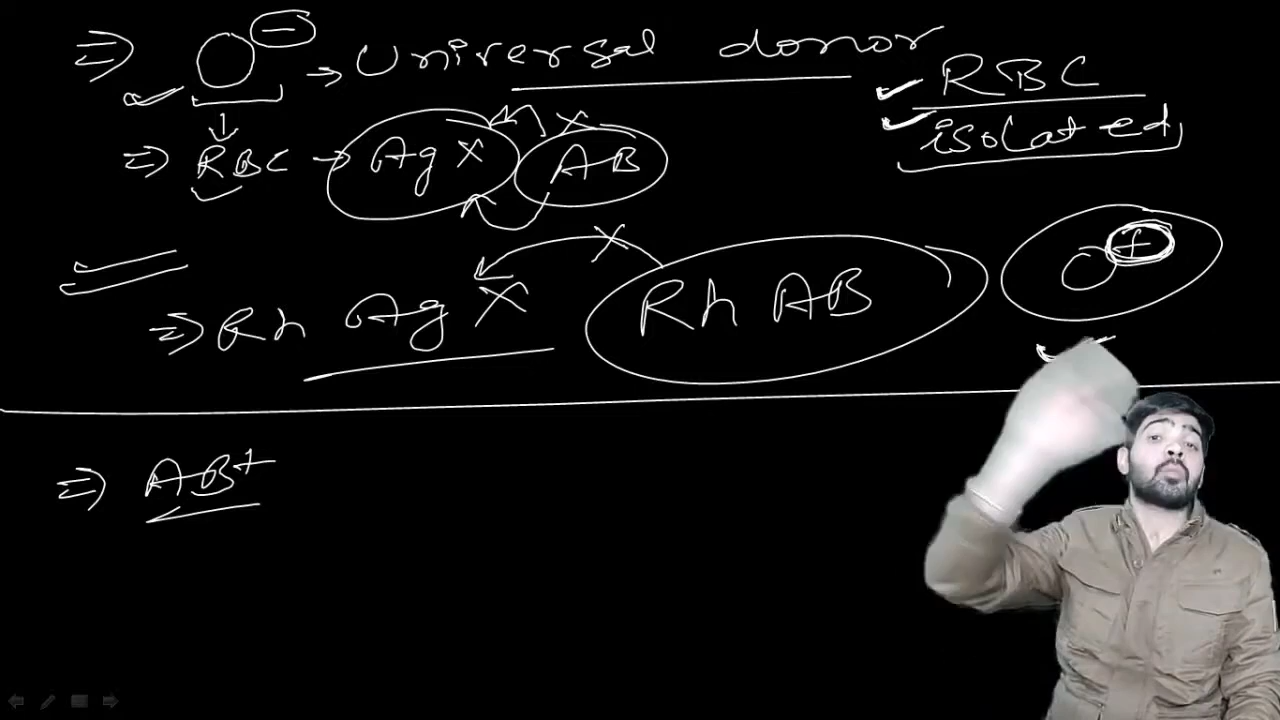 ⇒ O⁻ → Universal donor
RBC
isolated
⇒ RBC → Ag X AB
⇒ Rh Ag X Rh AB
O⁺
⇒ AB⁺